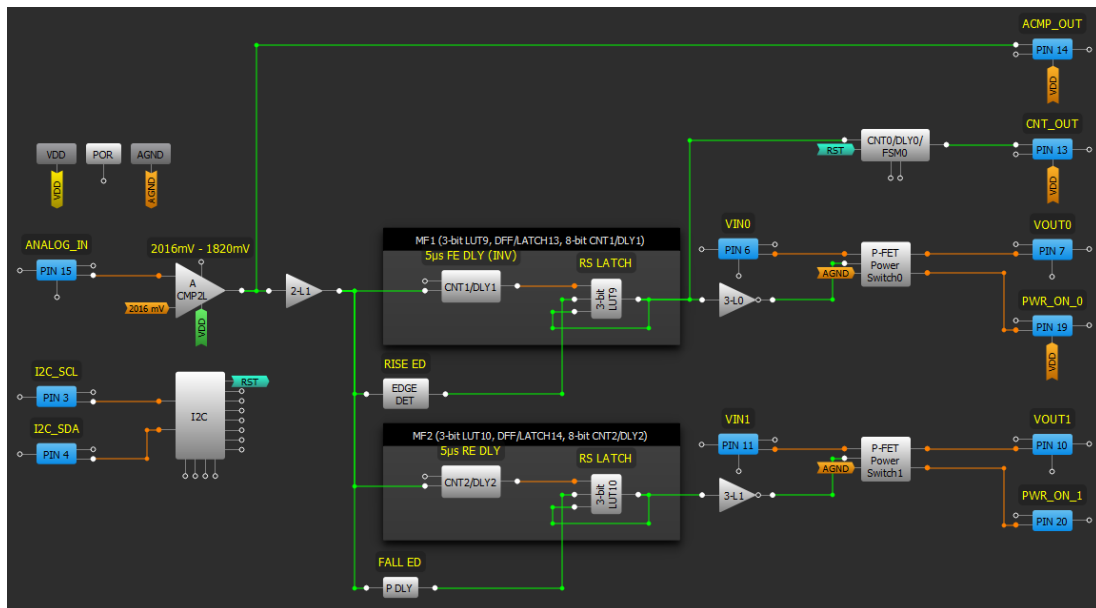 ACMP_OUT
PIN 14
VDD
CNT_OUT
CNT0/DLY0/
FSM0
RST
PIN 13
VDD
VDD
POR
AGND
VDD
AGND
ANALOG_IN
PIN 15
2016mV - 1820mV
A
CMP2L
2016 mV
VDD
2-L1
MF1 (3-bit LUT9, DFF/LATCH13, 8-bit CNT1/DLY1)
5µs FE DLY (INV)
CNT1/DLY1
RS LATCH
3-bit
LUT9
VIN0
PIN 6
3-L0
AGND
P-FET
Power
Switch0
VOUT0
PIN 7
PWR_ON_0
PIN 19
VDD
I2C_SCL
PIN 3
I2C_SDA
PIN 4
I2C
RST
RISE ED
EDGE
DET
MF2 (3-bit LUT10, DFF/LATCH14, 8-bit CNT2/DLY2)
5µs RE DLY
CNT2/DLY2
RS LATCH
3-bit
LUT10
FALL ED
P DLY
VIN1
PIN 11
3-L1
AGND
P-FET
Power
Switch1
VOUT1
PIN 10
PWR_ON_1
PIN 20